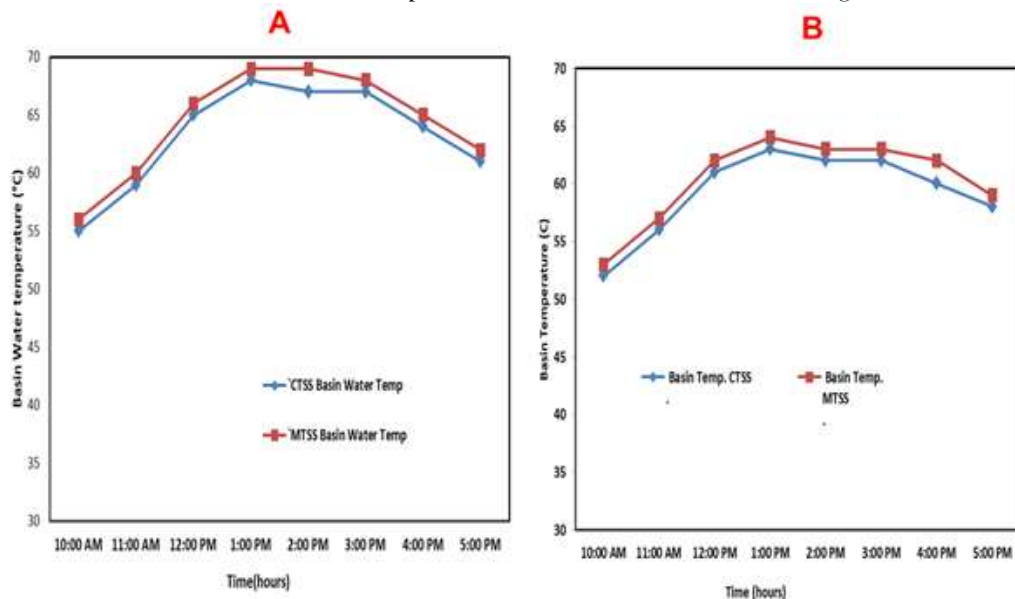 A
B
Basin Water temperature (°C)
70
65
60
55
50
45
40
35
30
`CTSS Basin Water Temp
`MTSS Basin Water Temp
10:00 AM 11:00 AM 12:00 PM 1:00 PM 2:00 PM 3:00 PM 4:00 PM 5:00 PM
Time(hours)
Basin Temperature (C)
70
65
60
55
50
45
40
35
30
Basin Temp. CTSS
Basin Temp.
MTSS
10:00 AM 11:00 AM 12:00 PM 1:00 PM 2:00 PM 3:00 PM 4:00 PM 5:00 PM
Time (hours)